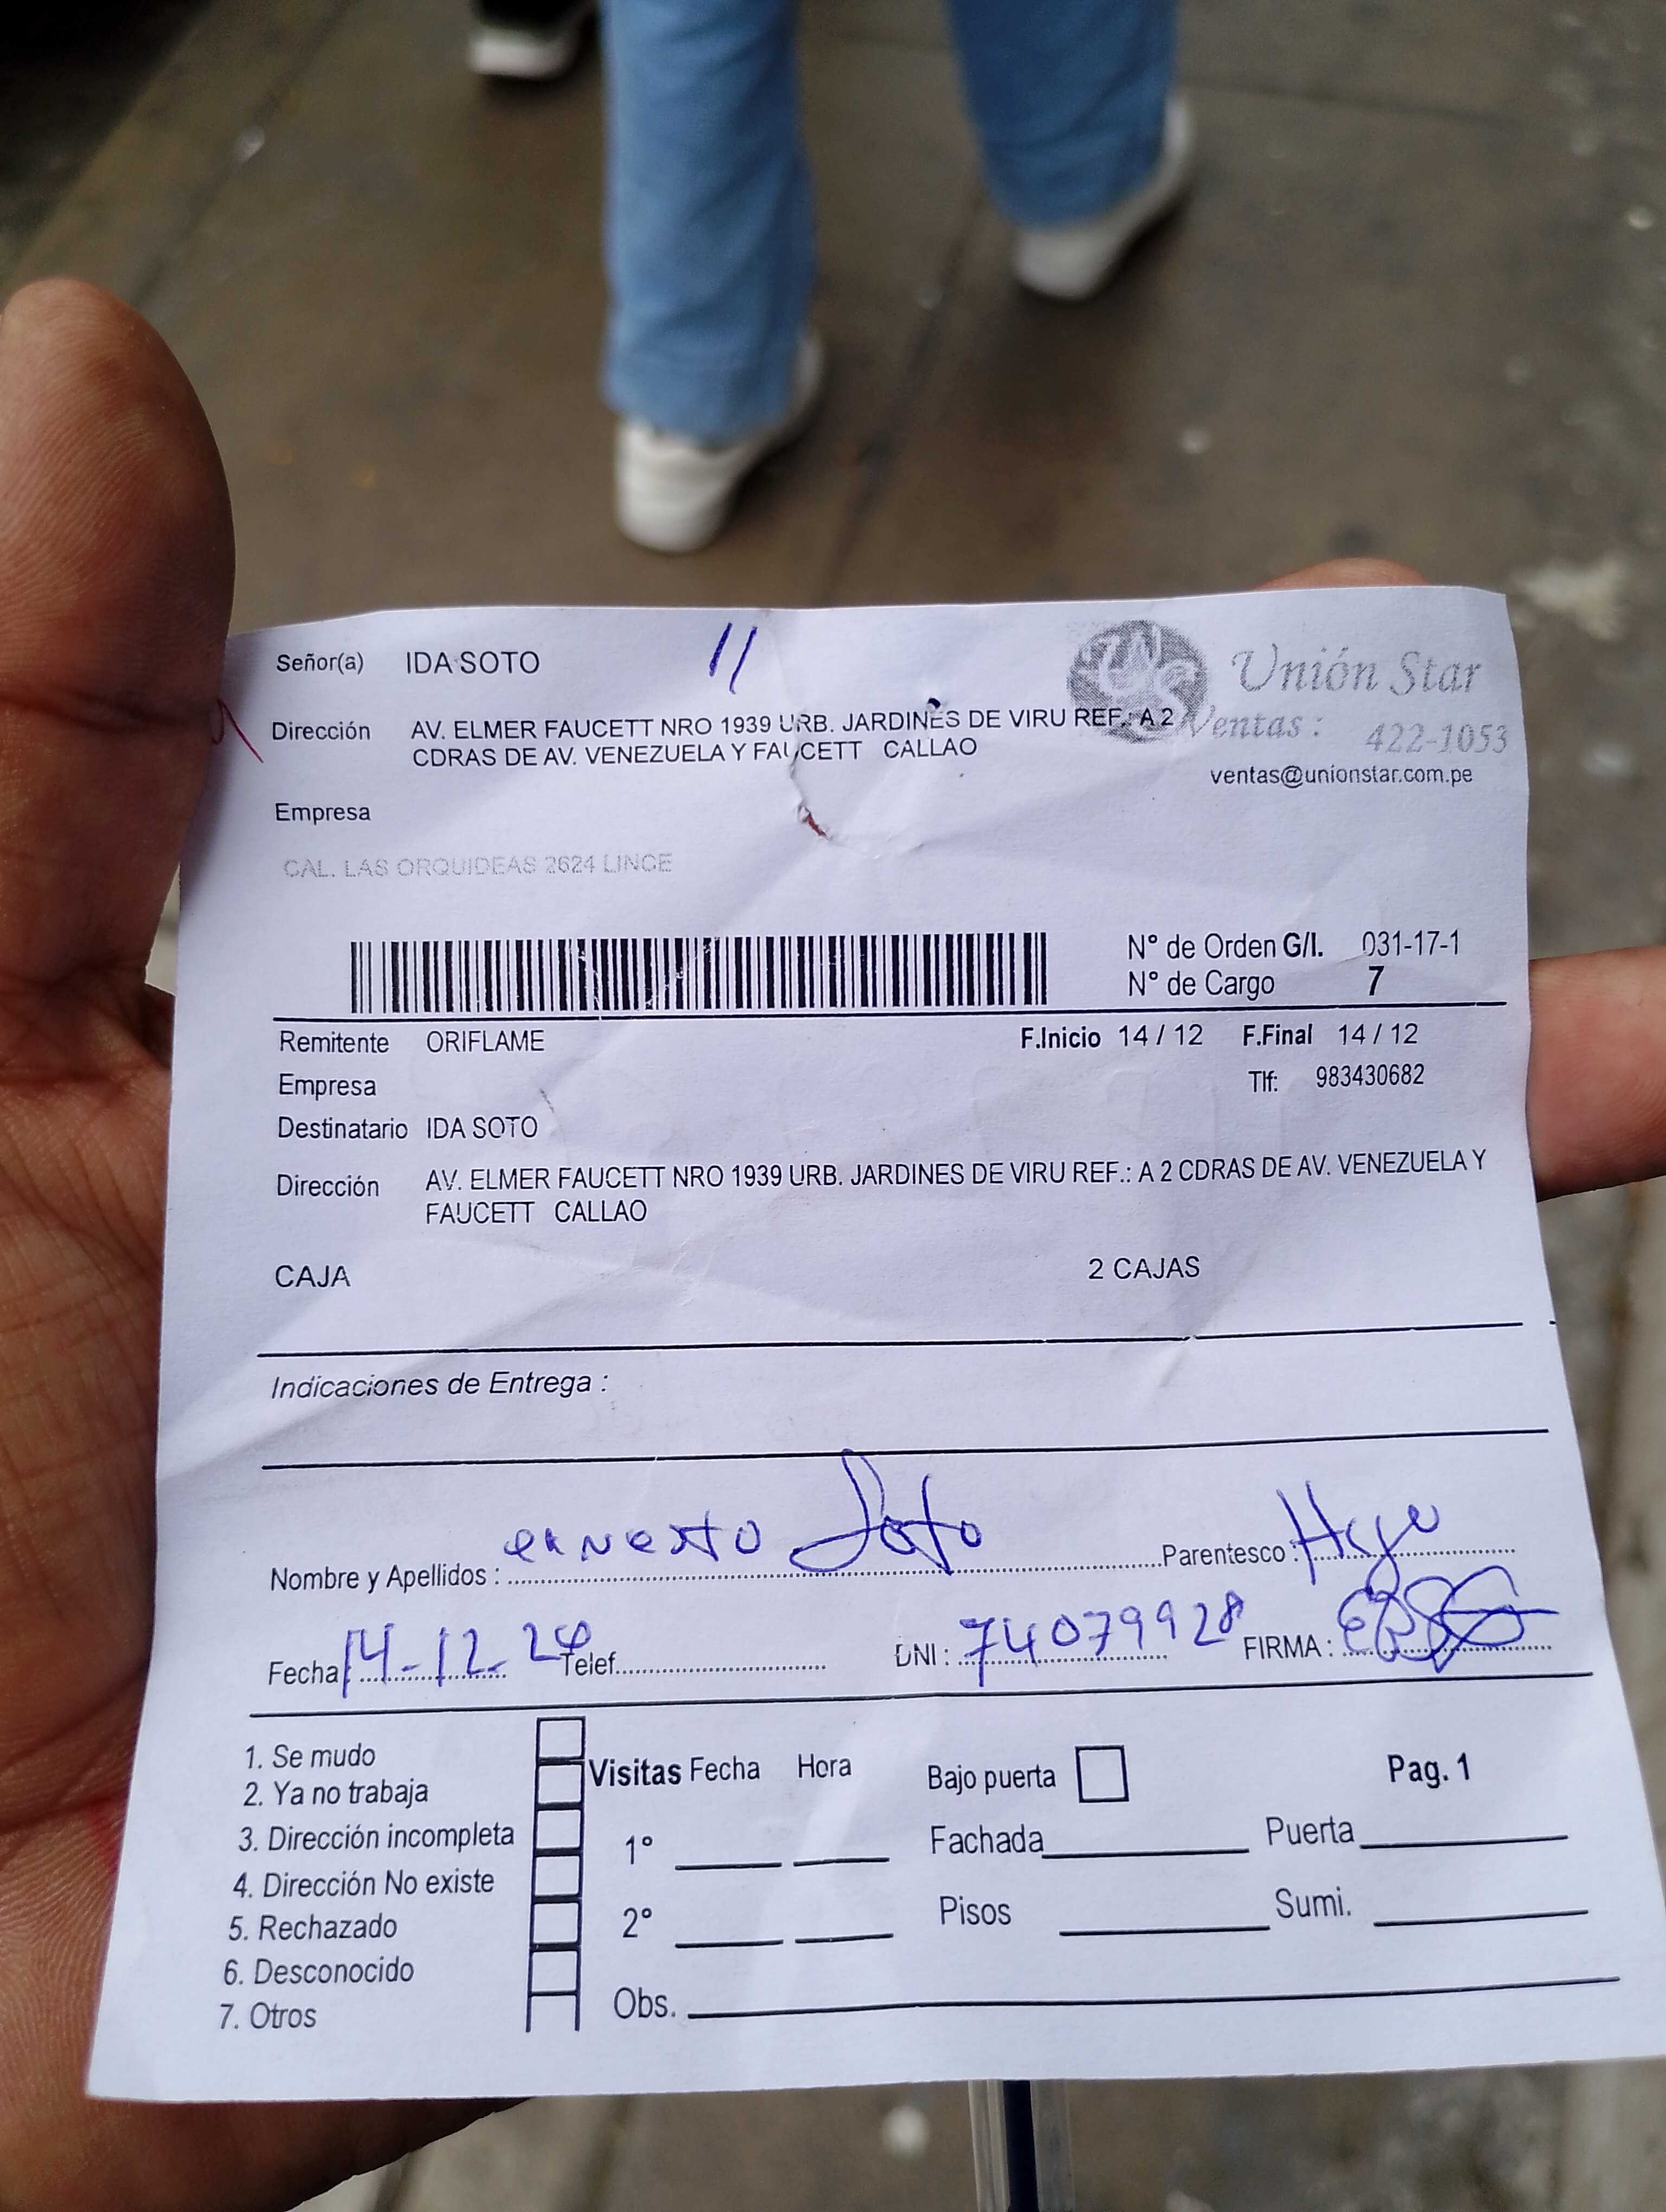 Señor(a) IDA SOTO 11
Unión Star
Dirección AV. ELMER FAUCETT NRO 1939 URB. JARDINES DE VIRU REF.: A 2
CDRAS DE AV. VENEZUELA Y FAUCETT CALLAO
Ventas : 422-1053
ventas@unionstar.com.pe
Empresa
CAL. LAS ORQUIDEAS 2624 LINCE
N° de Orden G/I. 031-17-1
N° de Cargo 7
Remitente ORIFLAME F.Inicio 14 / 12 F.Final 14 / 12
Empresa Tlf: 983430682
Destinatario IDA SOTO
Dirección AV. ELMER FAUCETT NRO 1939 URB. JARDINES DE VIRU REF.: A 2 CDRAS DE AV. VENEZUELA Y
FAUCETT CALLAO
CAJA 2 CAJAS
Indicaciones de Entrega :
Nombre y Apellidos : ernesto Soto Parentesco : Hijo
Fecha 14-12-24 Telef. DNI : 74079928 FIRMA :
1. Se mudo
2. Ya no trabaja
3. Dirección incompleta
4. Dirección No existe
5. Rechazado
6. Desconocido
7. Otros
Visitas Fecha Hora
1°
2°
Obs.
Bajo puerta Pag. 1
Fachada Puerta
Pisos Sumi.